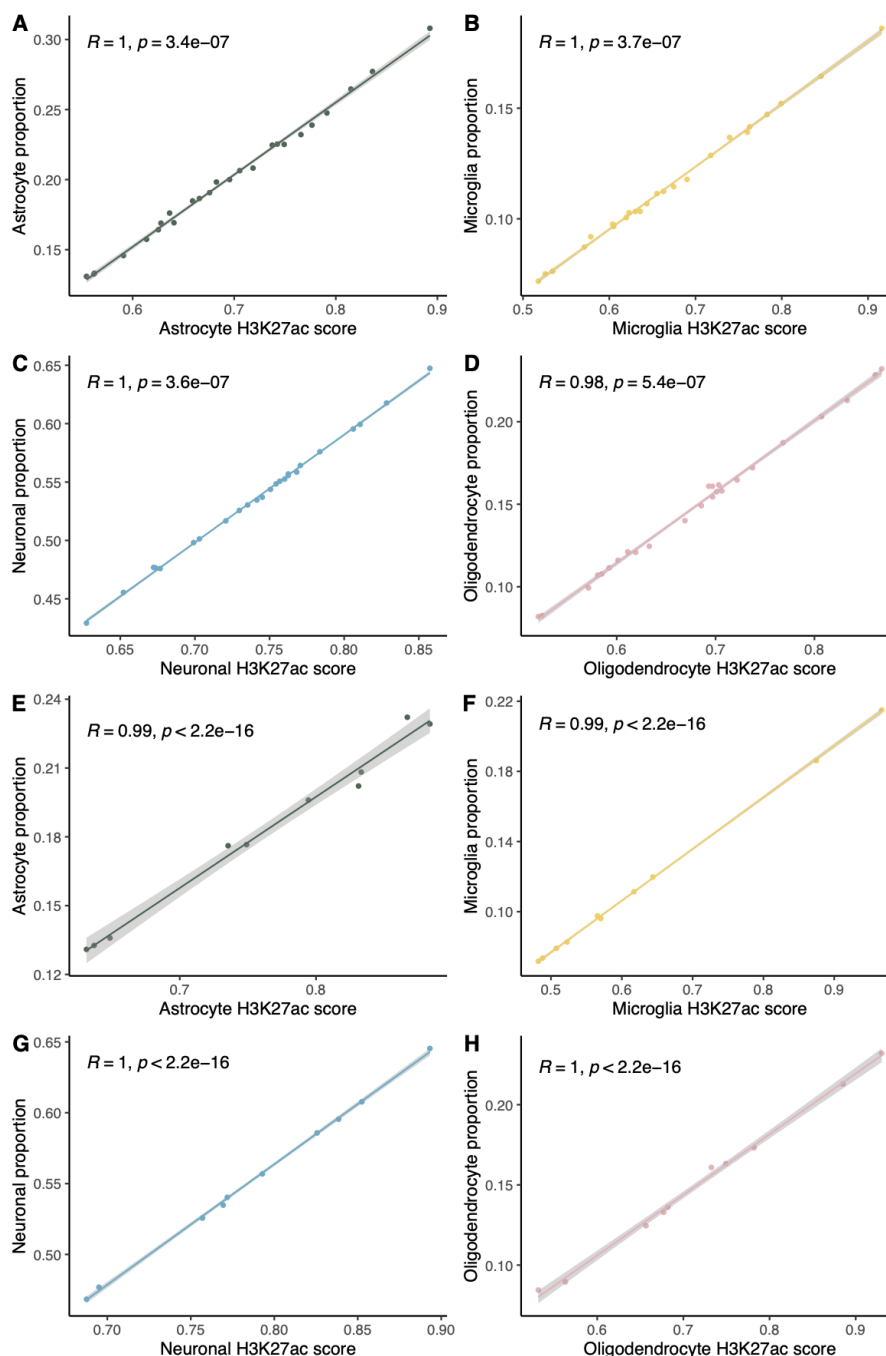 A
R = 1, p = 3.4e−07
Astrocyte proportion
0.30
0.25
0.20
0.15
0.6 0.7 0.8 0.9
Astrocyte H3K27ac score
B
R = 1, p = 3.7e−07
Microglia proportion
0.15
0.10
0.5 0.6 0.7 0.8 0.9
Microglia H3K27ac score
C
R = 1, p = 3.6e−07
Neuronal proportion
0.65
0.60
0.55
0.50
0.45
0.65 0.70 0.75 0.80 0.85
Neuronal H3K27ac score
D
R = 0.98, p = 5.4e−07
Oligodendrocyte proportion
0.20
0.15
0.10
0.6 0.7 0.8
Oligodendrocyte H3K27ac score
E
R = 0.99, p < 2.2e−16
Astrocyte proportion
0.24
0.21
0.18
0.15
0.12
0.7 0.8
Astrocyte H3K27ac score
F
R = 0.99, p < 2.2e−16
Microglia proportion
0.22
0.18
0.14
0.10
0.5 0.6 0.7 0.8 0.9
Microglia H3K27ac score
G
R = 1, p < 2.2e−16
Neuronal proportion
0.65
0.60
0.55
0.50
0.70 0.75 0.80 0.85 0.90
Neuronal H3K27ac score
H
R = 1, p < 2.2e−16
Oligodendrocyte proportion
0.20
0.15
0.10
0.6 0.7 0.8 0.9
Oligodendrocyte H3K27ac score